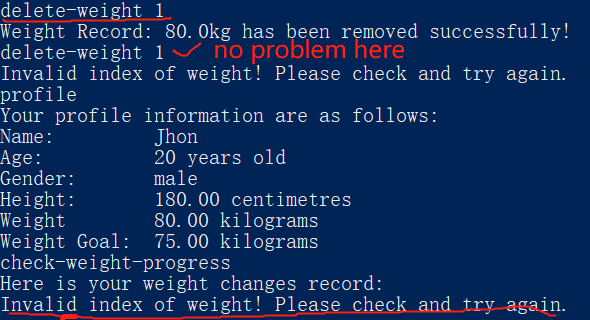 delete-weight 1
Weight Record: 80.0kg has been removed successfully!
delete-weight 1 no problem here
Invalid index of weight! Please check and try again.
profile
Your profile information are as follows:
Name: Jhon
Age: 20 years old
Gender: male
Height: 180.00 centimetres
Weight 80.00 kilograms
Weight Goal: 75.00 kilograms
check-weight-progress
Here is your weight changes record:
Invalid index of weight! Please check and try again.